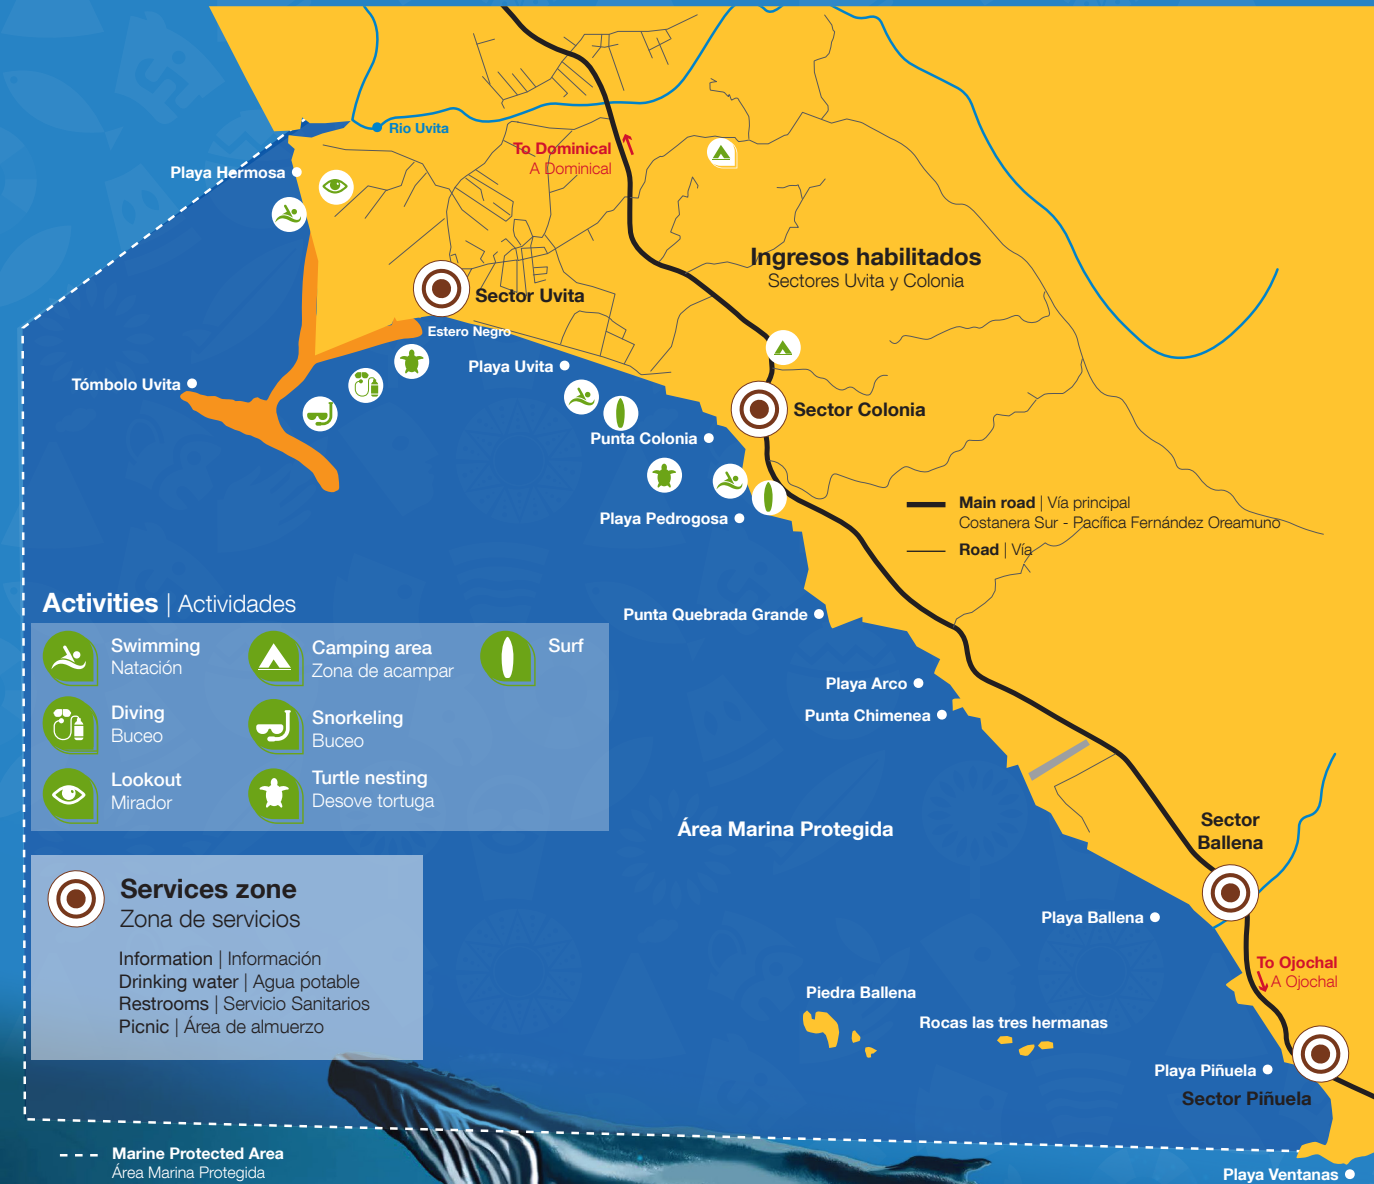 Rio Uvita
To Dominical
A Dominical
Playa Hermosa
Ingresos habilitados
Sectores Uvita y Colonia
Sector Uvita
Estero Negro
Playa Uvita
Tómbolo Uvita
Sector Colonia
Punta Colonia
Playa Pedrogosa
Main road | Vía principal
Costanera Sur - Pacífica Fernández Oreamuno
Road | Vía
Activities | Actividades
Swimming
Natación
Camping area
Zona de acampar
Surf
Diving
Buceo
Snorkeling
Buceo
Lookout
Mirador
Turtle nesting
Desove tortuga
Punta Quebrada Grande
Playa Arco
Punta Chimenea
Área Marina Protegida
Sector
Ballena
Services zone
Zona de servicios
Information | Información
Drinking water | Agua potable
Restrooms | Servicio Sanitarios
Picnic | Área de almuerzo
Playa Ballena
To Ojochal
A Ojochal
Piedra Ballena
Rocas las tres hermanas
Playa Piñuela
Sector Piñuela
Marine Protected Area
Área Marina Protegida
Playa Ventanas